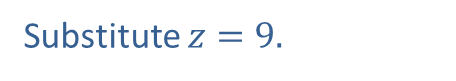 Substitute z = 9.